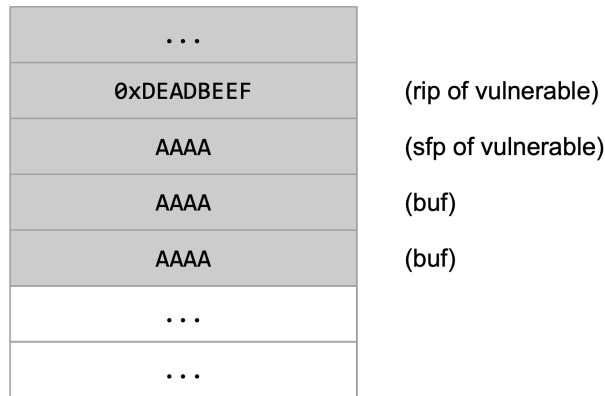 ...
0xDEADBEEF (rip of vulnerable)
AAAA (sfp of vulnerable)
AAAA (buf)
AAAA (buf)
...
...